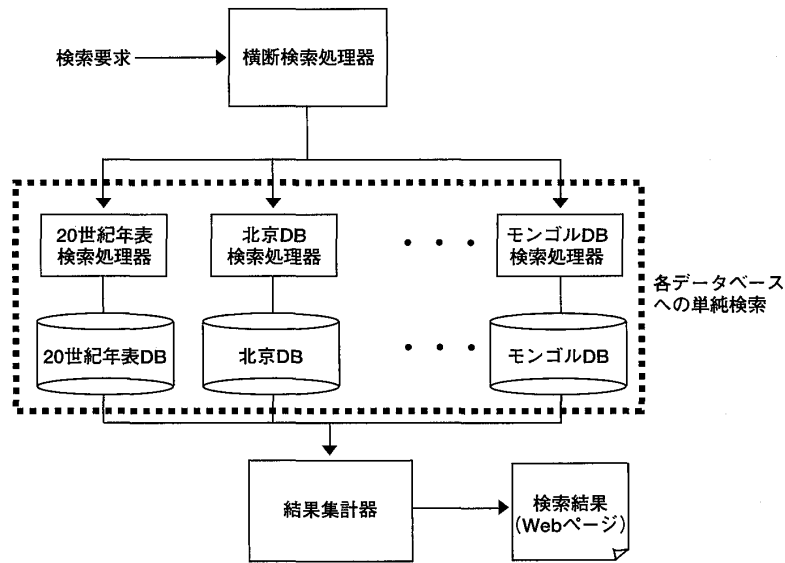 検索要求
横断検索処理器
20世紀年表
検索処理器
北京DB
検索処理器
・・・
モンゴルDB
検索処理器
各データベース
への単純検索
20世紀年表DB
北京DB
・・・
モンゴルDB
結果集計器
検索結果
(Webページ)